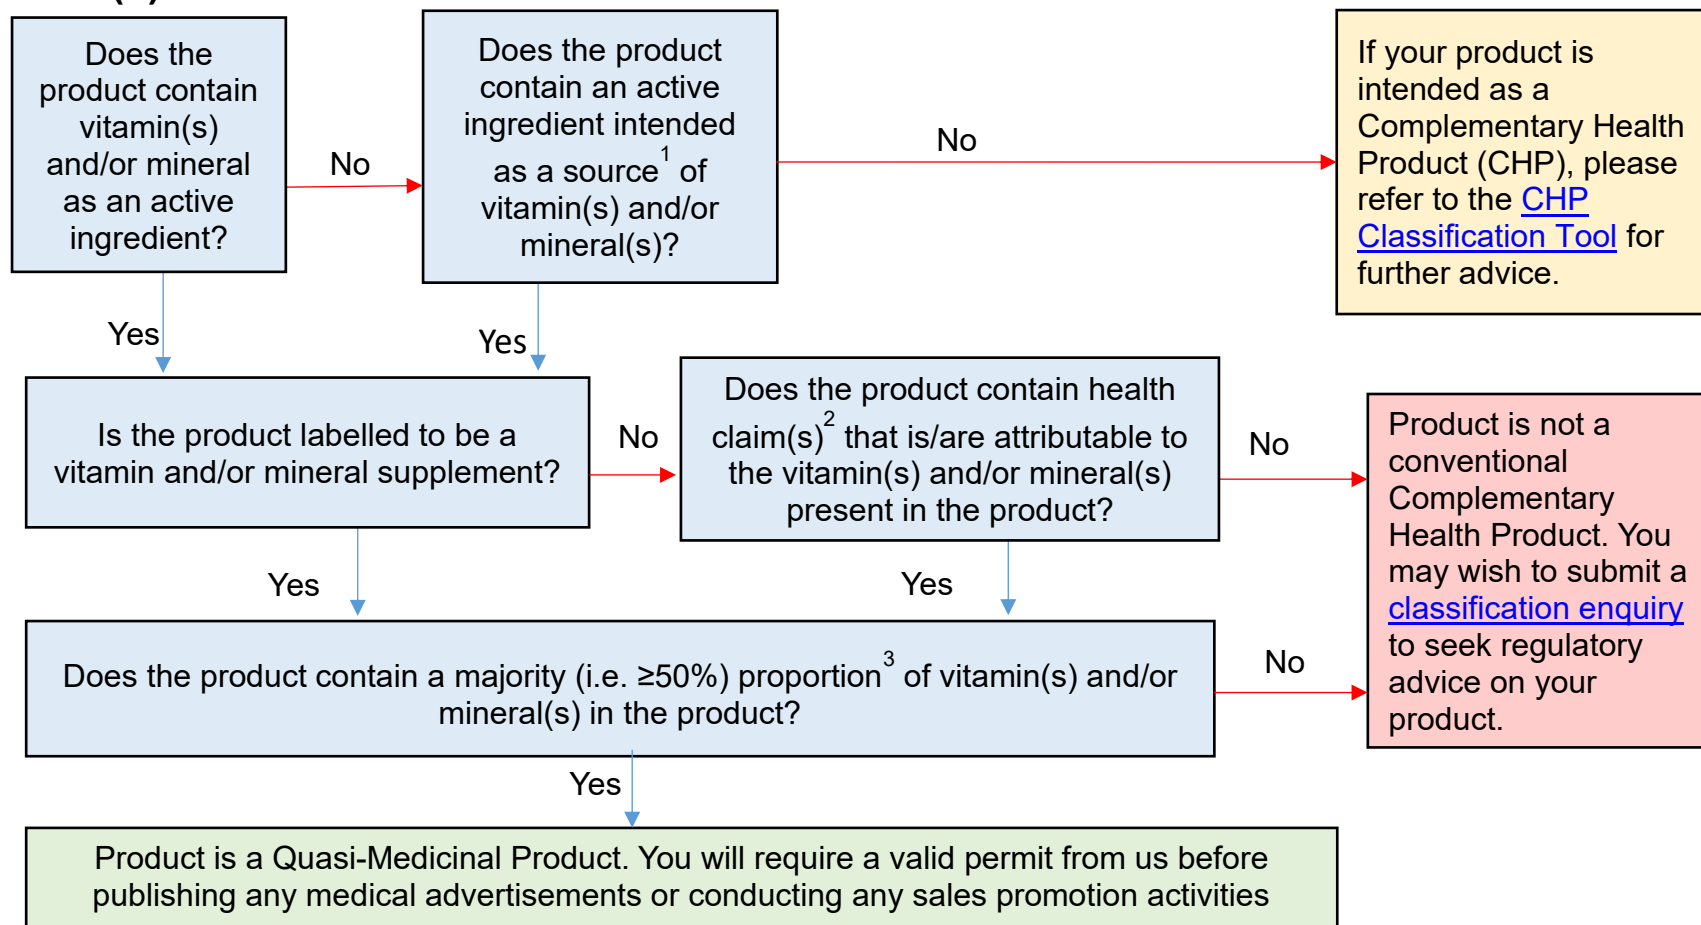 Does the
product contain
vitamin(s)
and/or mineral
as an active
ingredient?
No
Does the product
contain an active
ingredient intended
as a source1 of
vitamin(s) and/or
mineral(s)?
No
If your product is
intended as a
Complementary Health
Product (CHP), please
refer to the CHP
Classification Tool for
further advice.
Yes
Yes
Is the product labelled to be a
vitamin and/or mineral supplement?
No
Does the product contain health
claim(s)2 that is/are attributable to
the vitamin(s) and/or mineral(s)
present in the product?
No
Product is not a
conventional
Complementary
Health Product. You
may wish to submit a
classification enquiry
to seek regulatory
advice on your
product.
Yes
Yes
Does the product contain a majority (i.e. ≥50%) proportion3 of vitamin(s) and/or
mineral(s) in the product?
No
Yes
Product is a Quasi-Medicinal Product. You will require a valid permit from us before
publishing any medical advertisements or conducting any sales promotion activities